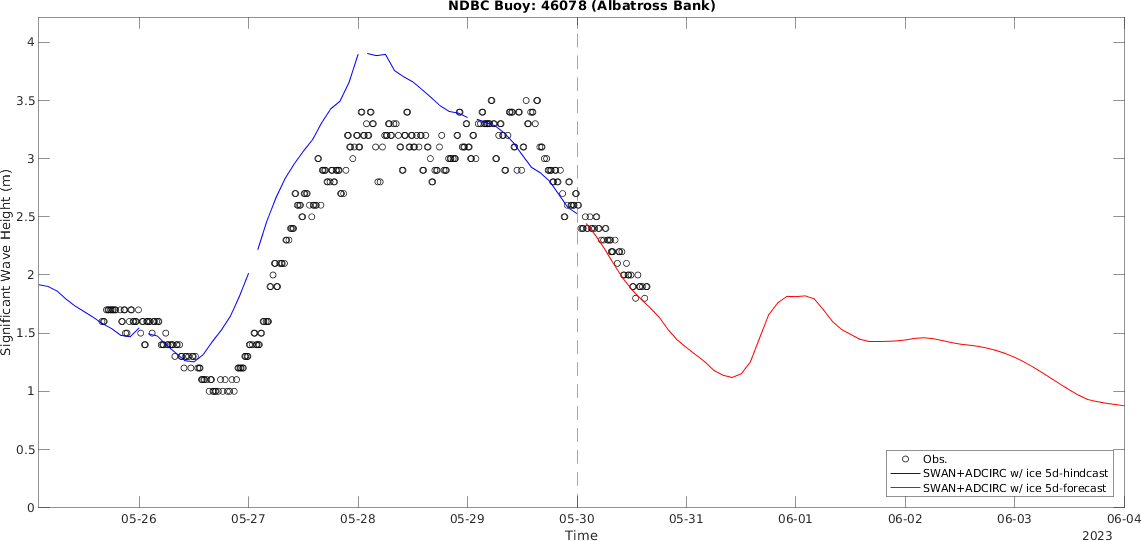 NDBC Buoy: 46078 (Albatross Bank)
Significant Wave Height (m)
4
3.5
3
2.5
2
1.5
1
0.5
0
Obs.
SWAN+ADCIRC w/ ice 5d-hindcast
SWAN+ADCIRC w/ ice 5d-forecast
05-26 05-27 05-28 05-29 05-30 05-31 06-01 06-02 06-03 06-04
Time
2023